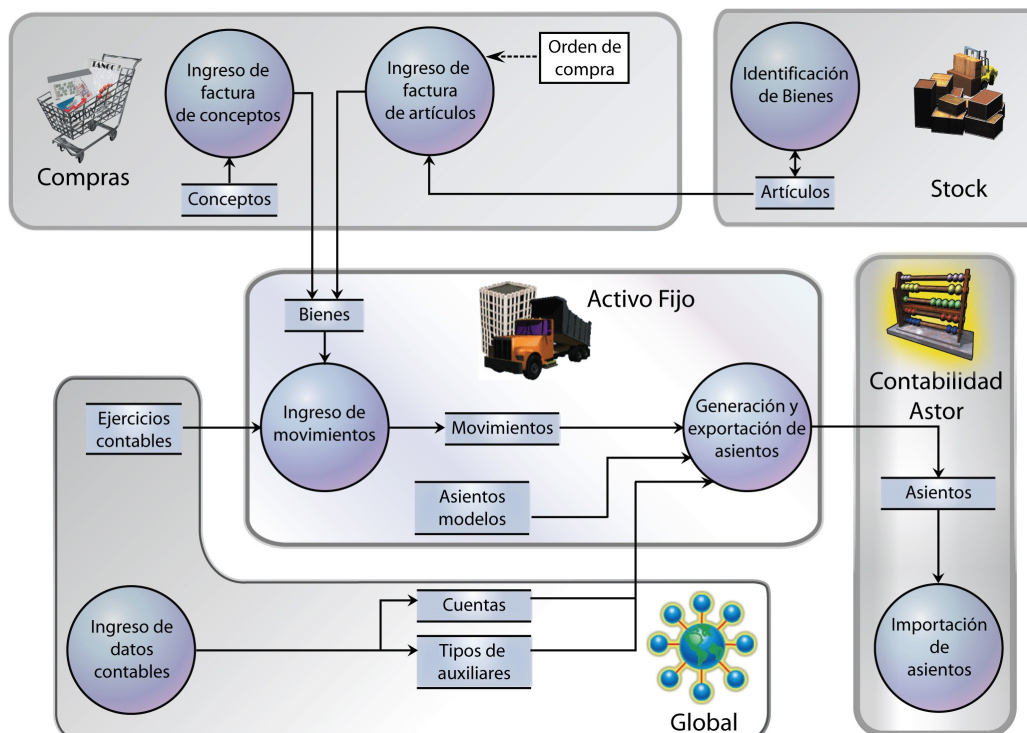 Ingreso de
factura
de conceptos
Ingreso de
factura
de artículos
Orden de
compra
Identificación
de Bienes
TANGO
Compras
Conceptos
Artículos
Stock
Activo Fijo
Bienes
Contabilidad
Astor
Ejercicios
contables
Ingreso de
movimientos
Movimientos
Generación y
exportación de
asientos
Asientos
modelos
Asientos
Ingreso de
datos
contables
Cuentas
Tipos de
auxiliares
Global
Importación
de
asientos